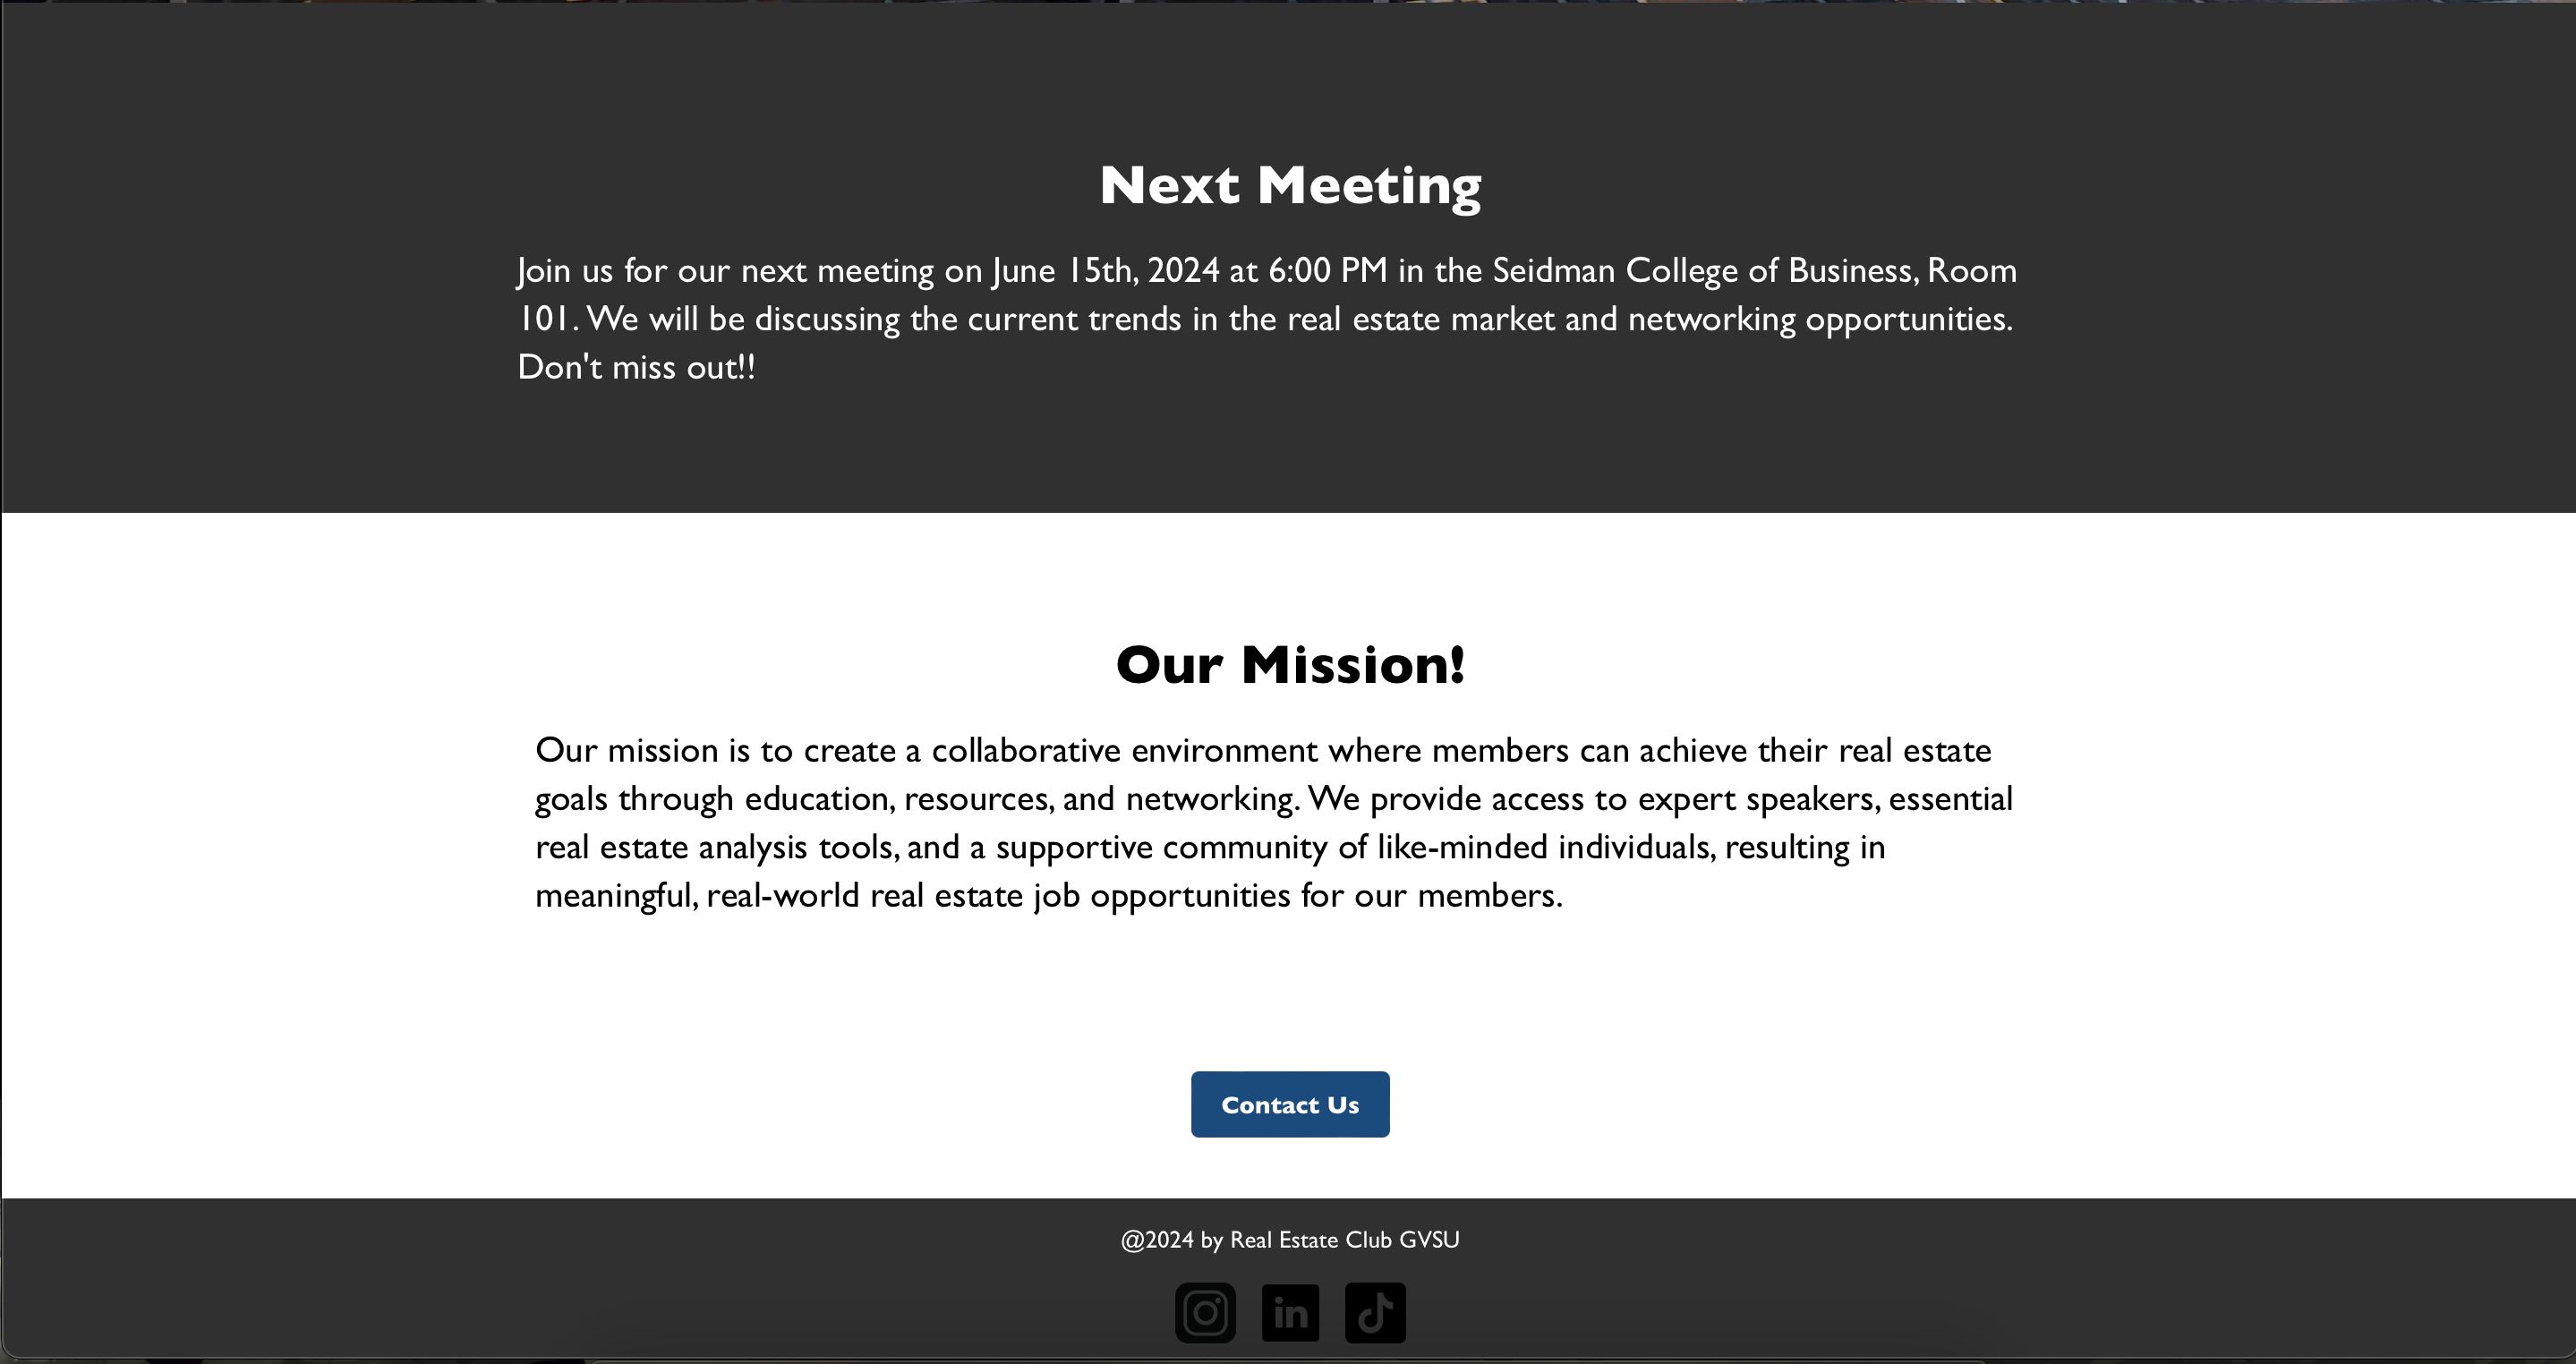 Next Meeting
Join us for our next meeting on June 15th, 2024 at 6:00 PM in the Seidman College of Business, Room
101. We will be discussing the current trends in the real estate market and networking opportunities.
Don't miss out!!
Our Mission!
Our mission is to create a collaborative environment where members can achieve their real estate
goals through education, resources, and networking. We provide access to expert speakers, essential
real estate analysis tools, and a supportive community of like-minded individuals, resulting in
meaningful, real-world real estate job opportunities for our members.
Contact Us
@2024 by Real Estate Club GVSU
in